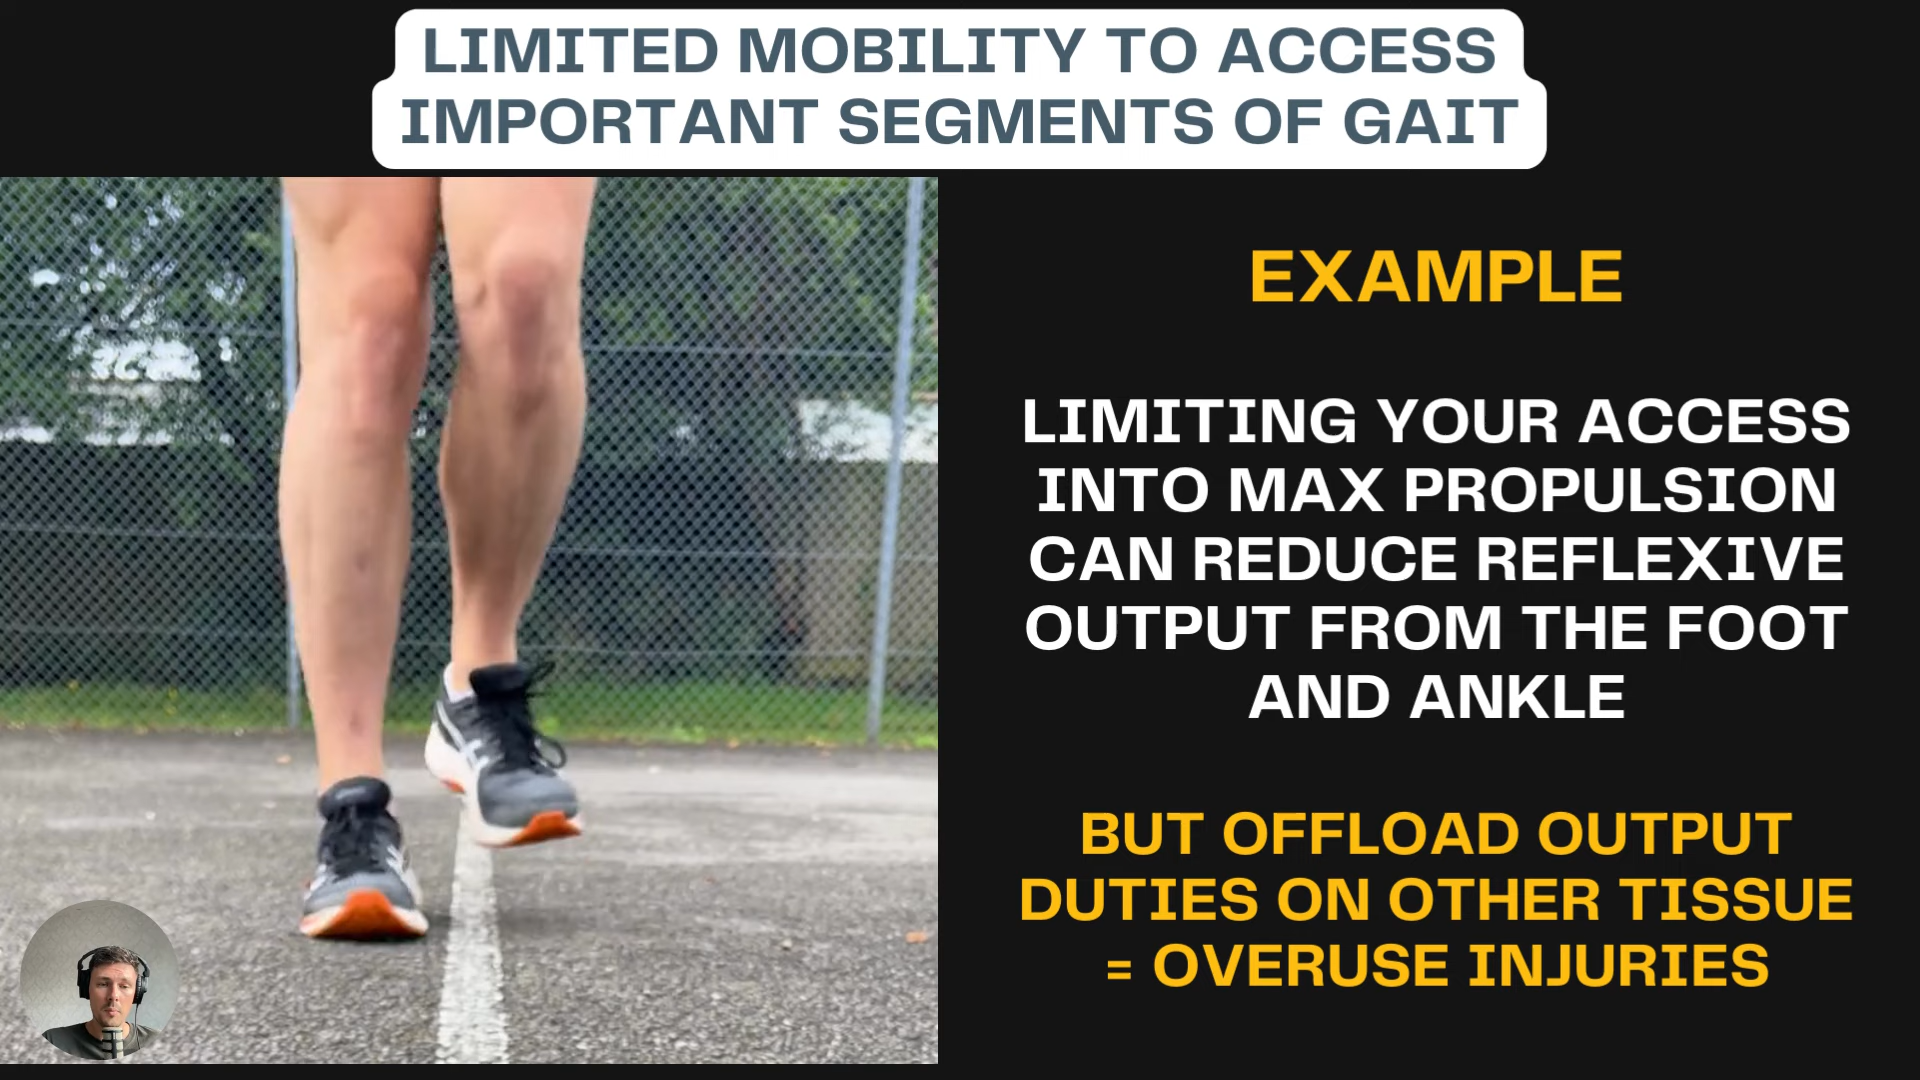 LIMITED MOBILITY TO ACCESS
IMPORTANT SEGMENTS OF GAIT
EXAMPLE
LIMITING YOUR ACCESS
INTO MAX PROPULSION
CAN REDUCE REFLEXIVE
OUTPUT FROM THE FOOT
AND ANKLE
BUT OFFLOAD OUTPUT
DUTIES ON OTHER TISSUE
= OVERUSE INJURIES